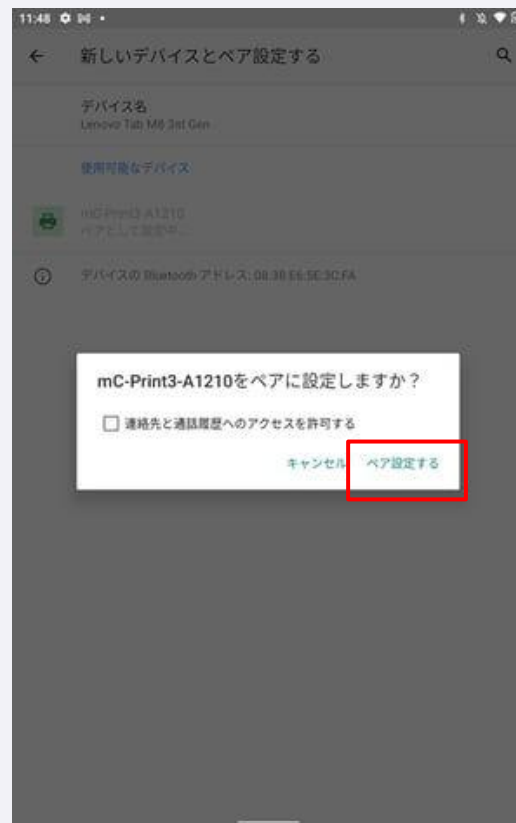 11:48
新しいデバイスとペア設定する
デバイス名
Lenovo Tab M8 3nt Gen
使用可能なデバイス
mC-Print3-A1210
ペアとして設定中...
デバイスの Bluetooth アドレス: 08:38:E6:5E:3C:FA
mC-Print3-A1210をペアに設定しますか？
連絡先と通話履歴へのアクセスを許可する
キャンセル ペア設定する